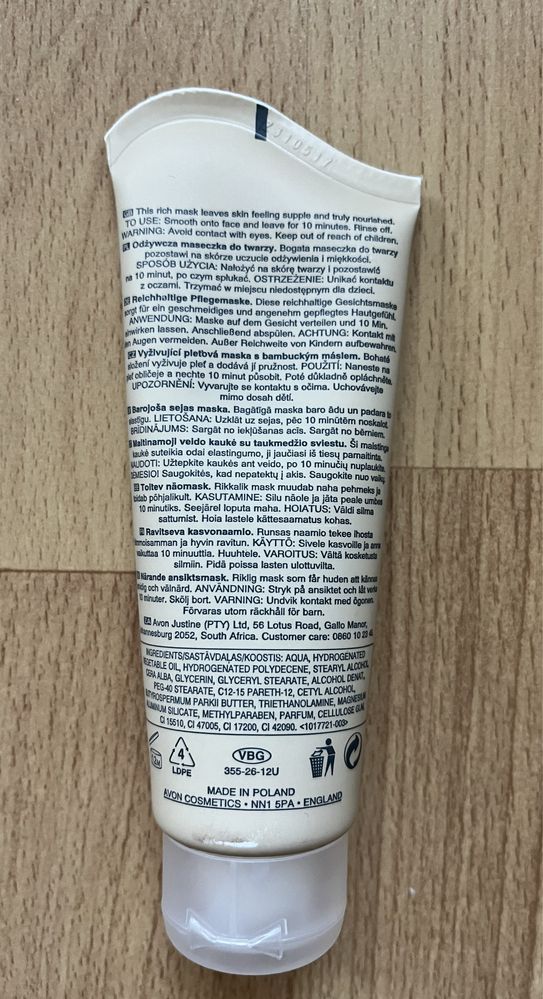 2310517
This rich mask leaves skin feeling supple and truly nourished.
TO USE: Smooth onto face and leave for 10 minutes. Rinse off.
WARNING: Avoid contact with eyes. Keep out of reach of children.
Odżywcza maseczka do twarzy. Bogata maseczka do twarzy
pozostawi na skórze uczucie odżywienia i miękkości.
SPOSÓB UŻYCIA: Nałożyć na skórę twarzy i pozostawić
na 10 minut, po czym spłukać. OSTRZEŻENIE: Unikać kontaktu
z oczami. Trzymać w miejscu niedostępnym dla dzieci.
Reichhaltige Pflegemaske. Diese reichhaltige Gesichtsmaske
sorgt für ein geschmeidiges und angenehm gepflegtes Hautgefühl.
ANWENDUNG: Maske auf dem Gesicht verteilen und 10 Min.
einwirken lassen. Anschließend abspülen. ACHTUNG: Kontakt mit
den Augen vermeiden. Außer Reichweite von Kindern aufbewahren.
CZ Vyživující pleťová maska s bambuckým máslem. Bohaté
složení vyživuje pleť a dodává jí pružnost. POUŽITÍ: Naneste na
pleť obličeje a nechte 10 minut působit. Poté důkladně opláchněte.
UPOZORNĚNÍ: Vyvarujte se kontaktu s očima. Uchovávejte
mimo dosah dětí.
Barojoša sejas maska. Bagātīgā maska baro ādu un padara to
elastīgu. LIETOŠANA: Uzklāt uz sejas, pēc 10 minūtēm noskalot.
BRĪDINĀJUMS: Sargāt no iekļūšanas acīs. Sargāt no bērniem.
Maitinamoji veido kaukė su taukmedžio sviestu. Ši maistinga
kaukė suteikia odai elastingumo, ji jaučiasi iš tiesų pamaitinta.
NAUDOTI: Užtepkite kaukės ant veido, po 10 minučių nuplaukite.
DĖMESIO! Saugokitės, kad nepatektų į akis. Saugokite nuo vaikų.
Toitev näomask. Rikkalik mask muudab naha pehmeks ja
toidab põhjalikult. KASUTAMINE: Silu näole ja jäta peale umbes
10 minutiks. Seejärel loputa maha. HOIATUS: Väldi silma
sattumist. Hoia lastele kättesaamatus kohas.
Ravitseva kasvonaamio. Runsas naamio tekee ihosta
kimmoisamman ja hyvin ravitun. KÄYTTÖ: Sivele kasvoille ja anna
vaikuttaa 10 minuuttia. Huuhtele. VAROITUS: Vältä kosketusta
silmiin. Pidä poissa lasten ulottuvilta.
Närande ansiktsmask. Riklig mask som får huden att kännas
smidig och välnärd. ANVÄNDNING: Stryk på ansiktet och låt verka
10 minuter. Skölj bort. VARNING: Undvik kontakt med ögonen.
Förvaras utom räckhåll för barn.
ZA Avon Justine (PTY) Ltd, 56 Lotus Road, Gallo Manor,
Johannesburg 2052, South Africa. Customer care: 0860 10 23 45
INGREDIENTS/SASTĀVDAĻAS/KOOSTIS: AQUA, HYDROGENATED
VEGETABLE OIL, HYDROGENATED POLYDECENE, STEARYL ALCOHOL,
CERA ALBA, GLYCERIN, GLYCERYL STEARATE, ALCOHOL DENAT,
PEG-40 STEARATE, C12-15 PARETH-12, CETYL ALCOHOL,
BUTYROSPERMUM PARKII BUTTER, TRIETHANOLAMINE, MAGNESIUM
ALUMINUM SILICATE, METHYLPARABEN, PARFUM, CELLULOSE GUM,
CI 15510, CI 47005, CI 17200, CI 42090. <1017721-003>
4
LDPE
VBG
355-26-12U
MADE IN POLAND
AVON COSMETICS • NN1 5PA • ENGLAND